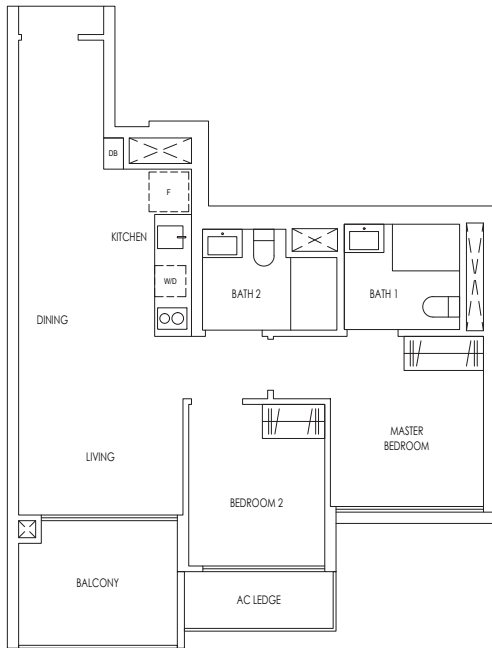 DB
F
KITCHEN
W/D
BATH 2
BATH 1
DINING
MASTER
BEDROOM
LIVING
BEDROOM 2
BALCONY
AC LEDGE